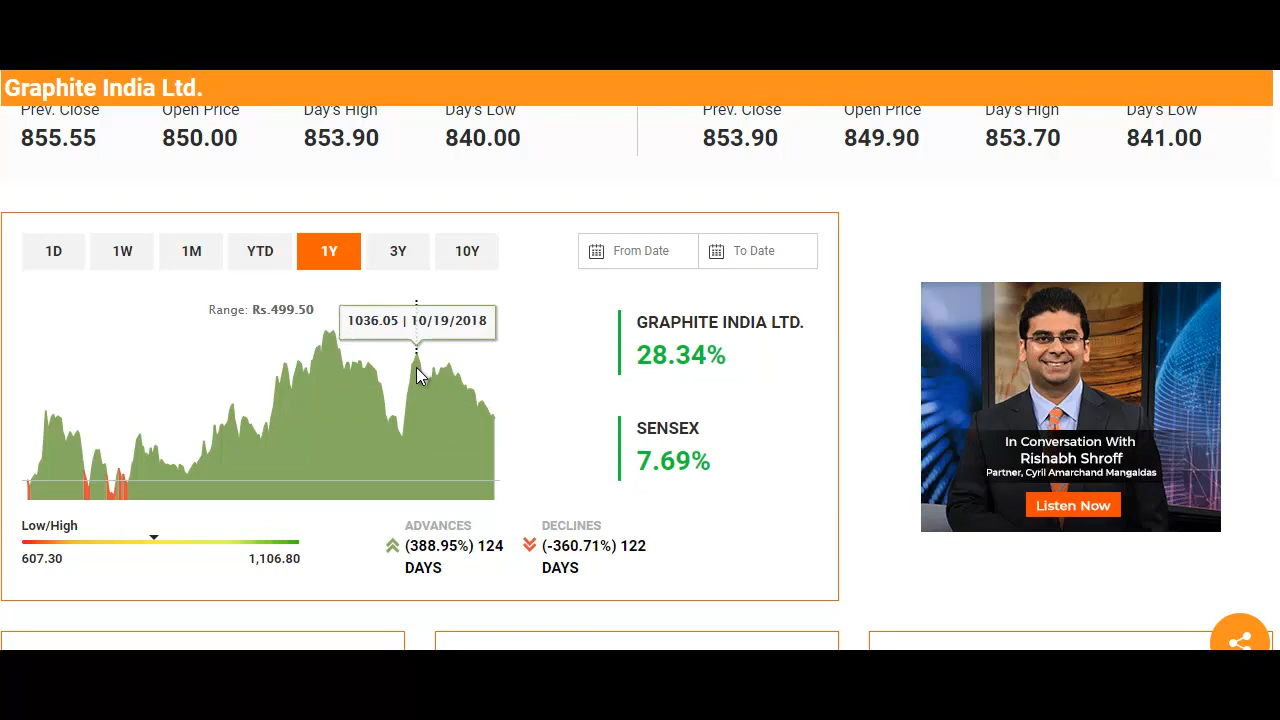 Graphite India Ltd.
Prev. Close Open Price Day's High Day's Low Prev. Close Open Price Day's High Day's Low
855.55 850.00 853.90 840.00 853.90 849.90 853.70 841.00
1D 1W 1M YTD 1Y 3Y 10Y From Date To Date
Range: Rs.499.50
1036.05 | 10/19/2018
GRAPHITE INDIA LTD.
28.34%
SENSEX
7.69%
Low/High
607.30 1,106.80
ADVANCES
(388.95%) 124
DAYS
DECLINES
(-360.71%) 122
DAYS
In Conversation With
Rishabh Shroff
Partner, Cyril Amarchand Mangaldas
Listen Now